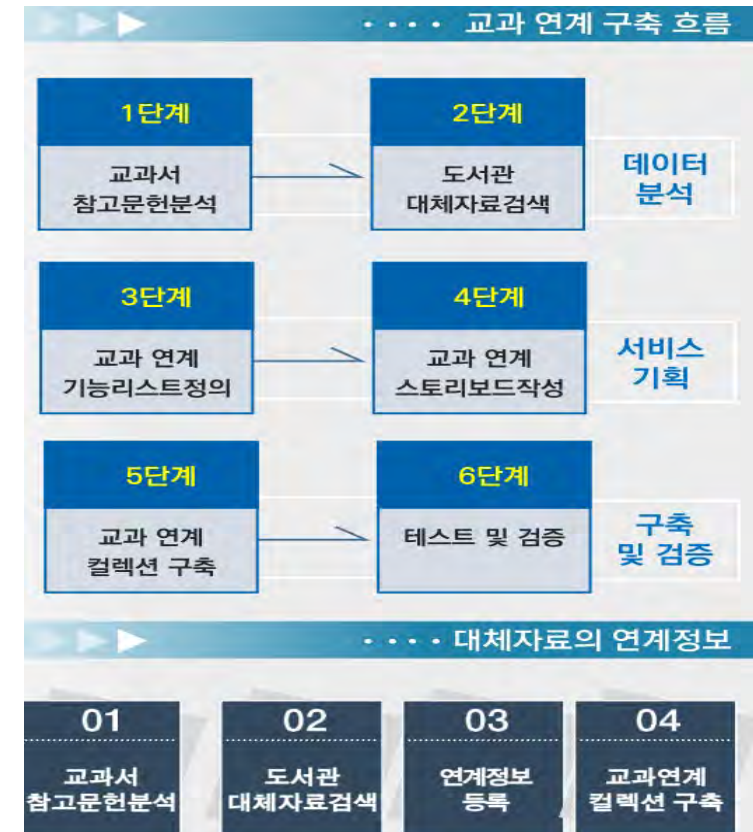 ···· 교과 연계 구축 흐름
1단계
교과서
참고문헌분석
2단계
도서관
대체자료검색
데이터
분석
3단계
교과 연계
기능리스트정의
4단계
교과 연계
스토리보드작성
서비스
기획
5단계
교과 연계
컬렉션 구축
6단계
테스트 및 검증
구축
및 검증
···· 대체자료의 연계정보
01
교과서
참고문헌분석
02
도서관
대체자료검색
03
연계정보
등록
04
교과연계
컬렉션 구축